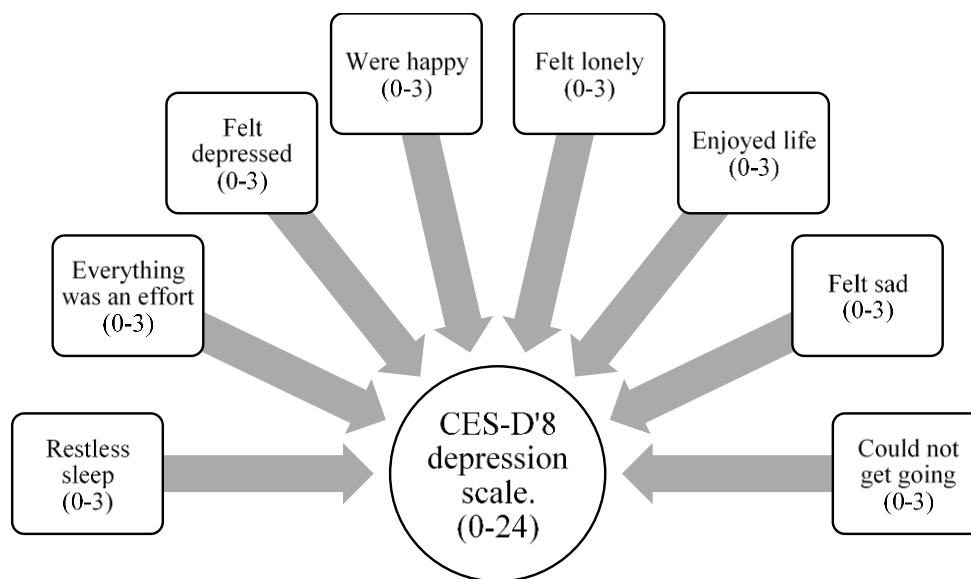 Restless
sleep
(0-3)
Everything
was an effort
(0-3)
Felt
depressed
(0-3)
Were happy
(0-3)
Felt lonely
(0-3)
Enjoyed life
(0-3)
Felt sad
(0-3)
Could not
get going
(0-3)
CES-D'8
depression
scale.
(0-24)